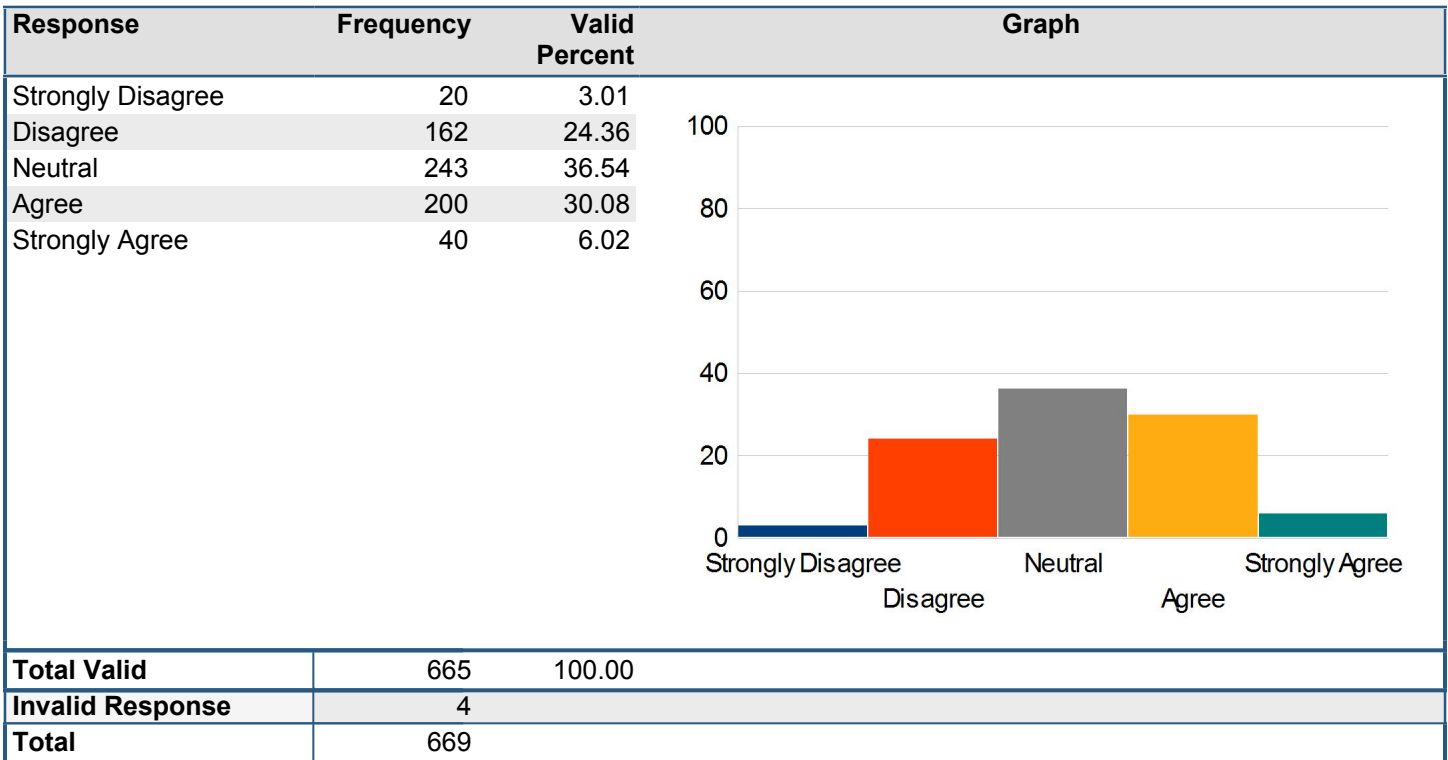 Response Frequency Valid Percent Graph
Strongly Disagree 20 3.01
Disagree 162 24.36
Neutral 243 36.54
Agree 200 30.08
Strongly Agree 40 6.02
100
80
60
40
20
0
Strongly Disagree Neutral Strongly Agree
Disagree Agree
Total Valid 665 100.00
Invalid Response 4
Total 669